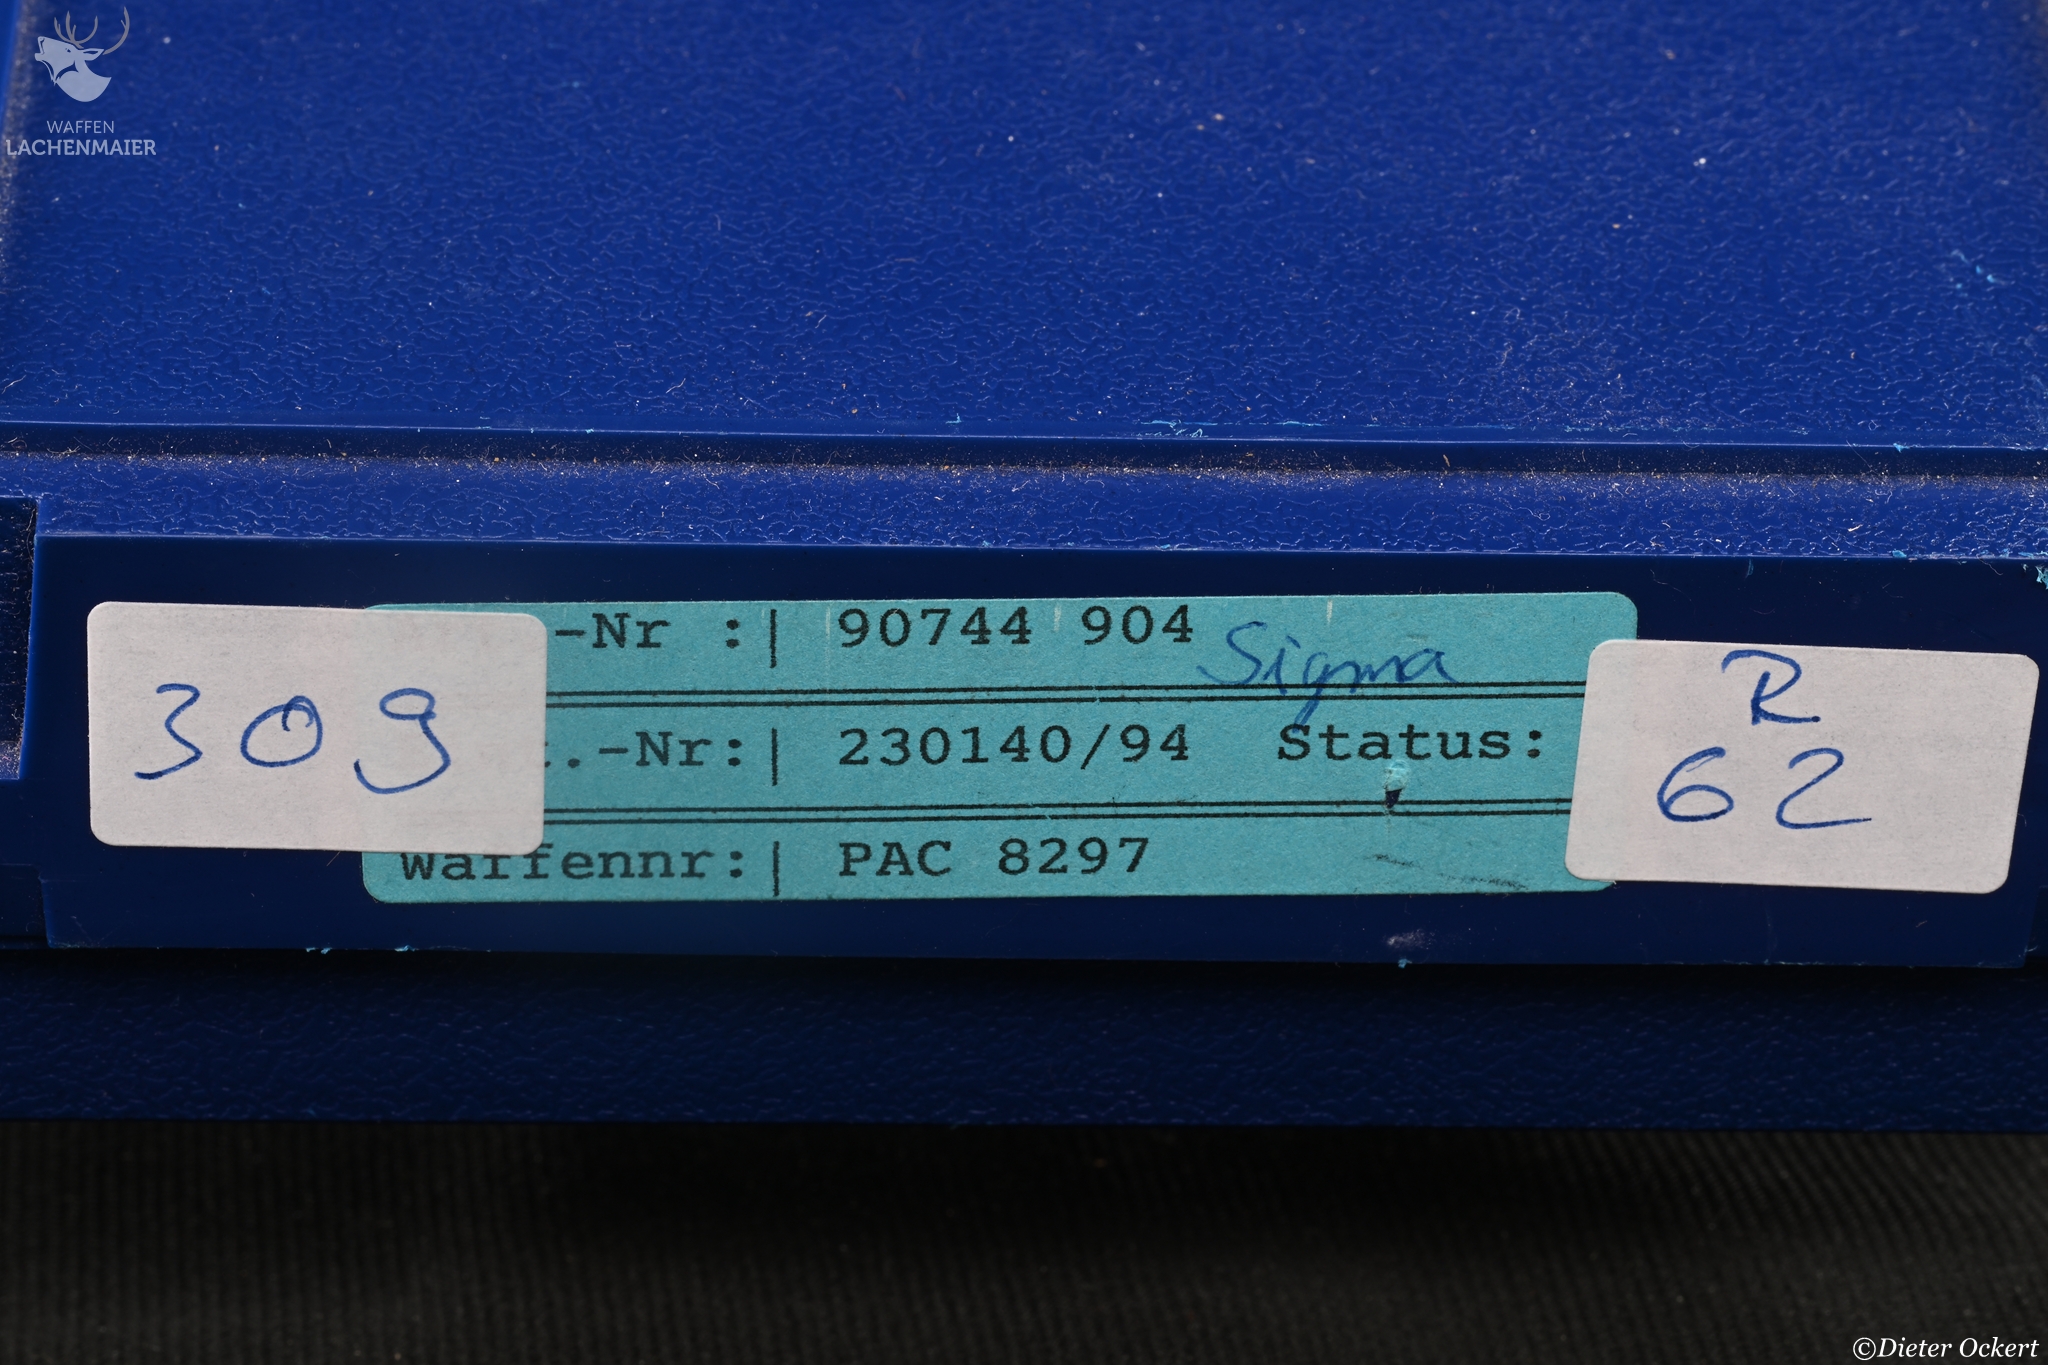 WAFFEN
LACHENMAIER
-Nr :| 90744 904
Sigma
.-Nr:| 230140/94 Status:
Waffennr:| PAC 8297
309
R
62
©Dieter Ockert